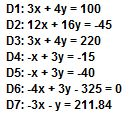 D1: 3x + 4y = 100
D2: 12x + 16y = -45
D3: 3x + 4y = 220
D4: -x + 3y = -15
D5: -x + 3y = -40
D6: -4x + 3y - 325 = 0
D7: -3x - y = 211.84